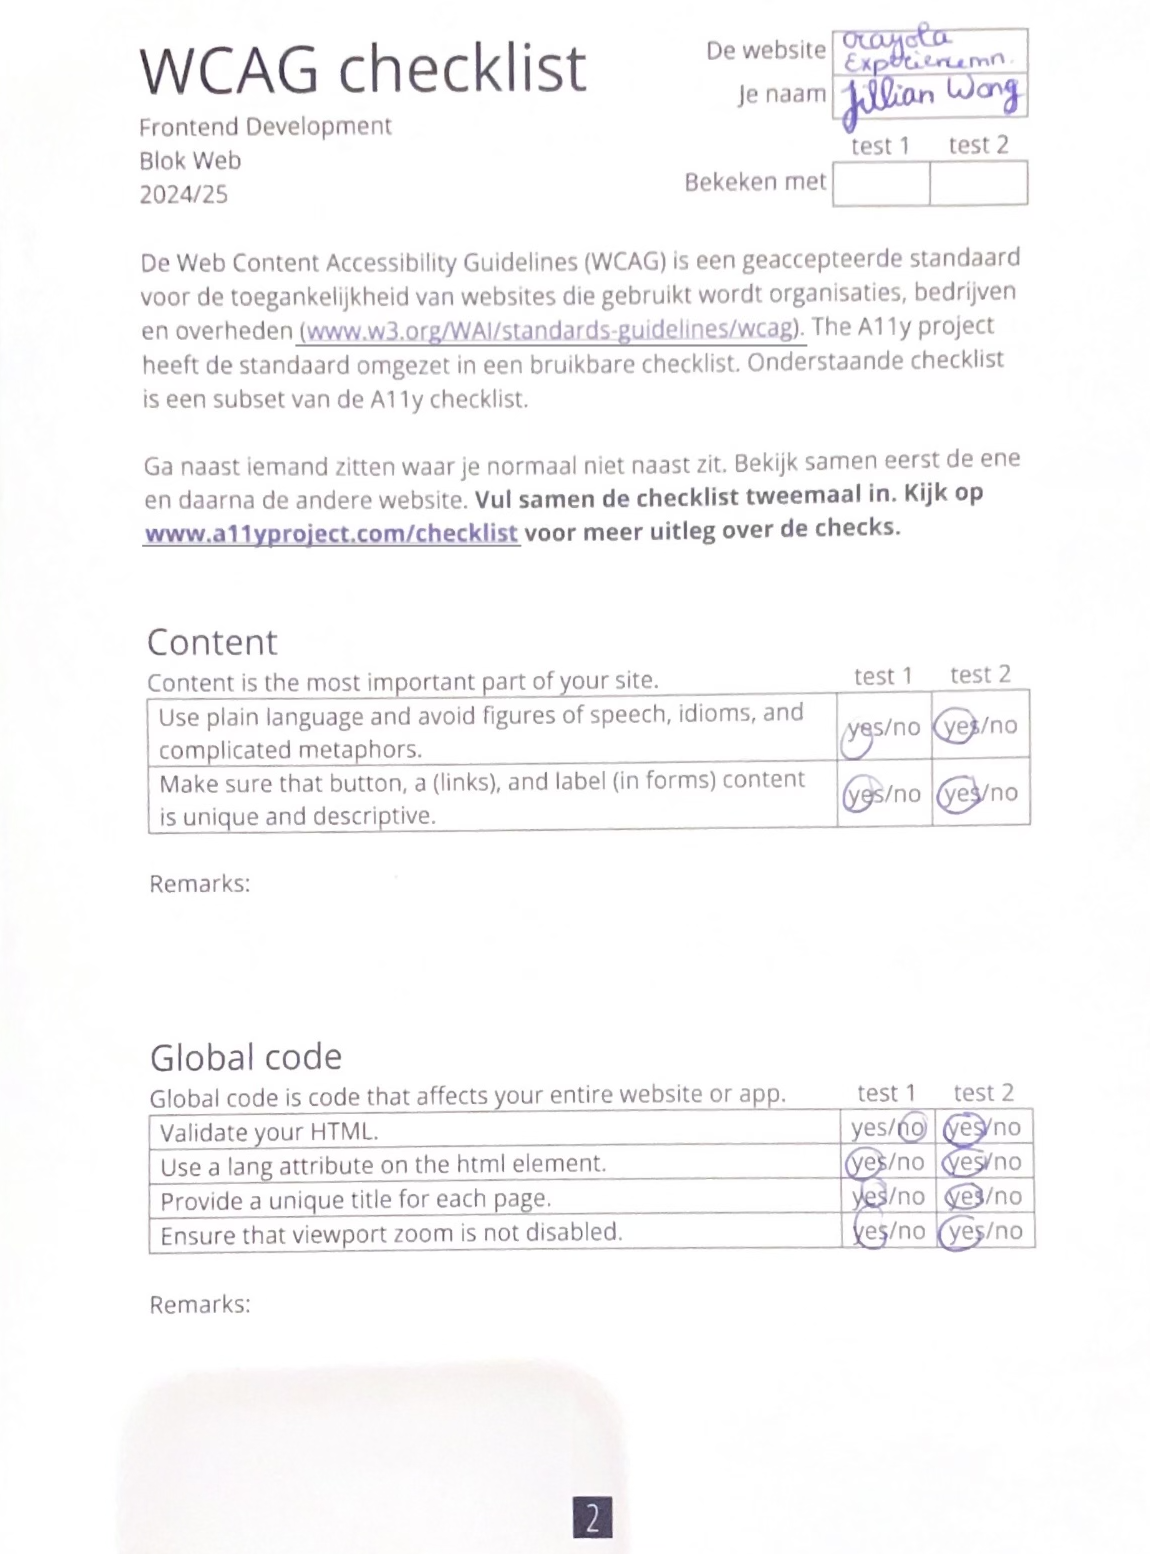 WCAG checklist
Frontend Development
Blok Web
2024/25
De website Crayola
Je naam Jillian Wong
test 1 test 2
Bekeken met
De Web Content Accessibility Guidelines (WCAG) is een geaccepteerde standaard
voor de toegankelijkheid van websites die gebruikt wordt organisaties, bedrijven
en overheden (www.w3.org/WAI/standards-guidelines/wcag). The A11y project
heeft de standaard omgezet in een bruikbare checklist. Onderstaande checklist
is een subset van de A11y checklist.
Ga naast iemand zitten waar je normaal niet naast zit. Bekijk samen eerst de ene
en daarna de andere website. Vul samen de checklist tweemaal in. Kijk op
www.a11yproject.com/checklist voor meer uitleg over de checks.
Content
Content is the most important part of your site. test 1 test 2
Use plain language and avoid figures of speech, idioms, and
complicated metaphors. yes/no yes/no
Make sure that button, a (links), and label (in forms) content
is unique and descriptive. yes/no yes/no
Remarks:
Global code
Global code is code that affects your entire website or app. test 1 test 2
Validate your HTML. yes/no yes/no
Use a lang attribute on the html element. yes/no yes/no
Provide a unique title for each page. yes/no yes/no
Ensure that viewport zoom is not disabled. yes/no yes/no
Remarks:
2